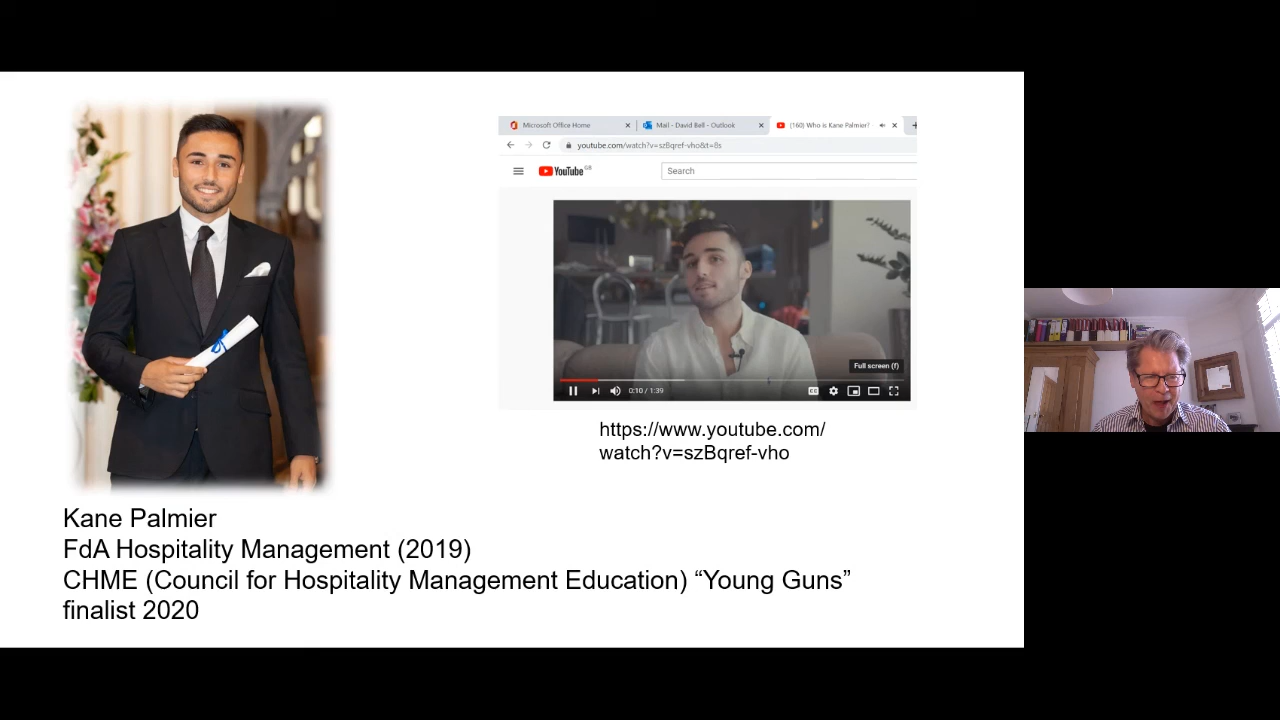 Microsoft Office Home
Mail - David Bell - Outlook
(160) Who is Kane Palmier?
youtube.com/watch?v=szBqref-vho&t=8s
YouTube GB
Search
Full screen (f)
0:10 / 1:39
https://www.youtube.com/
watch?v=szBqref-vho
Kane Palmier
FdA Hospitality Management (2019)
CHME (Council for Hospitality Management Education) “Young Guns”
finalist 2020